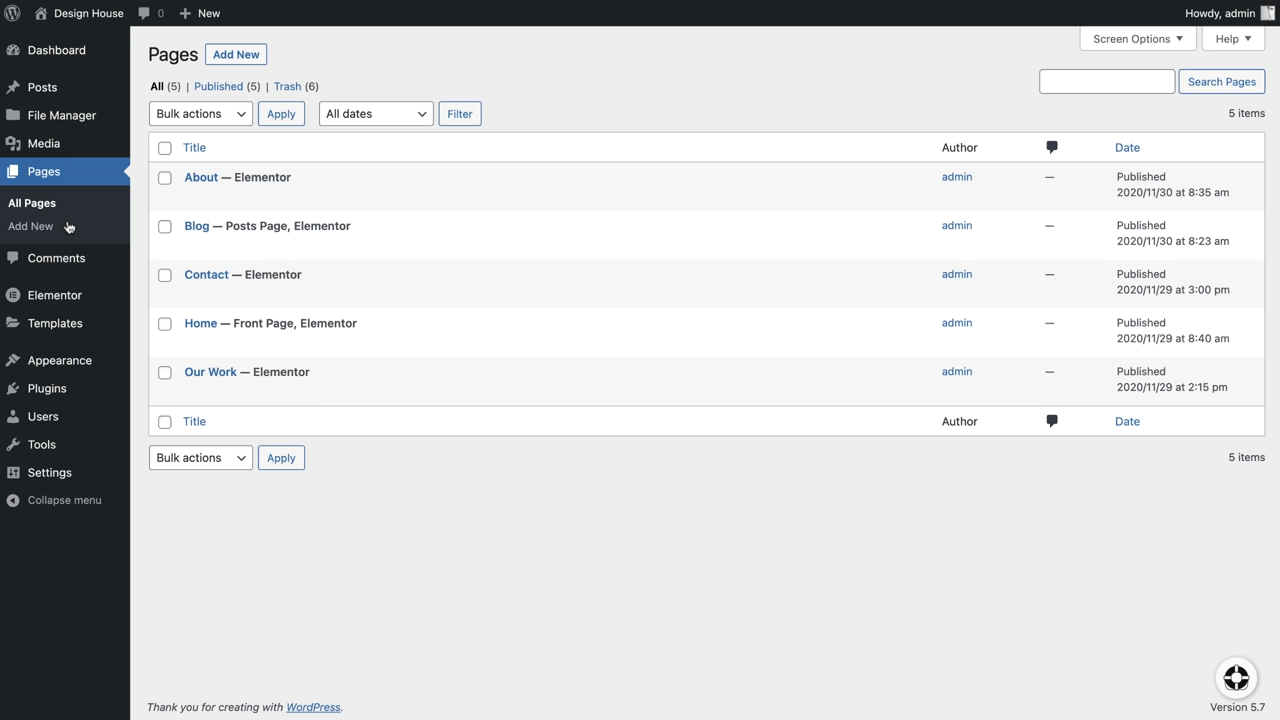 Design House 0 New Howdy, admin
Dashboard
Posts
File Manager
Media
Pages
All Pages
Add New
Comments
Elementor
Templates
Appearance
Plugins
Users
Tools
Settings
Collapse menu
Screen Options Help
Pages Add New
All (5) | Published (5) | Trash (6)
Search Pages
Bulk actions Apply All dates Filter 5 items
Title Author Date
About — Elementor admin — Published
2020/11/30 at 8:35 am
Blog — Posts Page, Elementor admin — Published
2020/11/30 at 8:23 am
Contact — Elementor admin — Published
2020/11/29 at 3:00 pm
Home — Front Page, Elementor admin — Published
2020/11/29 at 8:40 am
Our Work — Elementor admin — Published
2020/11/29 at 2:15 pm
Title Author Date
Bulk actions Apply 5 items
Thank you for creating with WordPress. Version 5.7